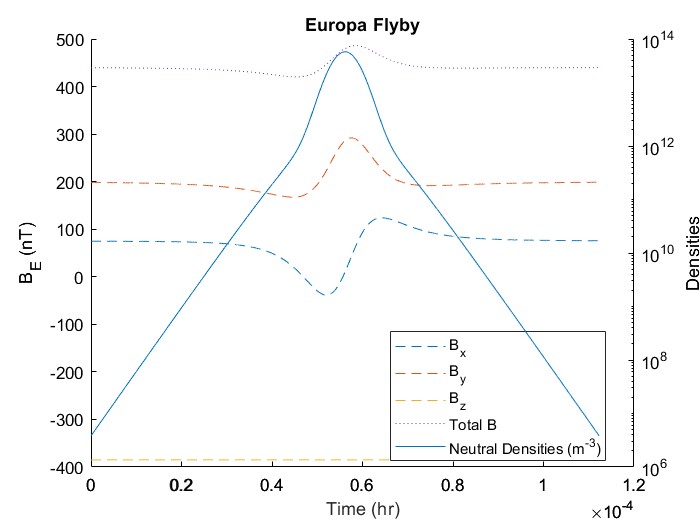 Europa Flyby
500
400
300
200
100
0
-100
-200
-300
-400
B_E (nT)
10^14
10^12
10^10
10^8
10^6
Densities
B_x
B_y
B_z
Total B
Neutral Densities (m^-3)
0 0.2 0.4 0.6 0.8 1 1.2
Time (hr)
×10^-4